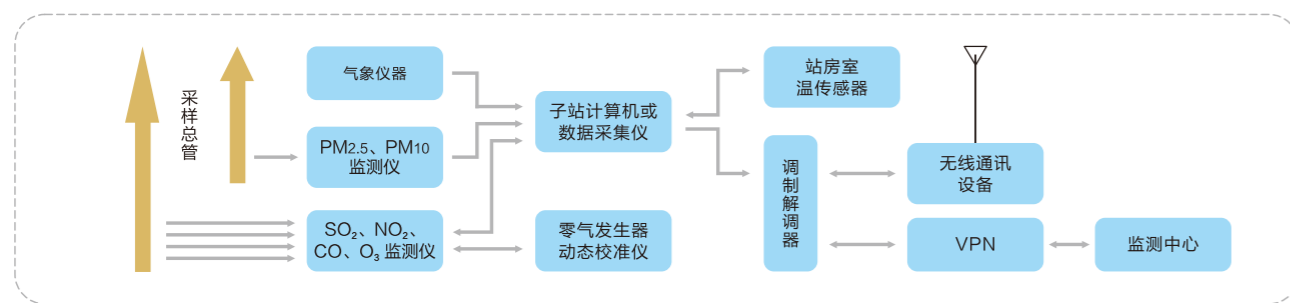 采样总管
气象仪器
PM2.5、PM10
监测仪
SO₂、NO₂、
CO、O₃ 监测仪
子站计算机或
数据采集仪
零气发生器
动态校准仪
站房室
温传感器
调制解调器
无线通讯
设备
VPN
监测中心